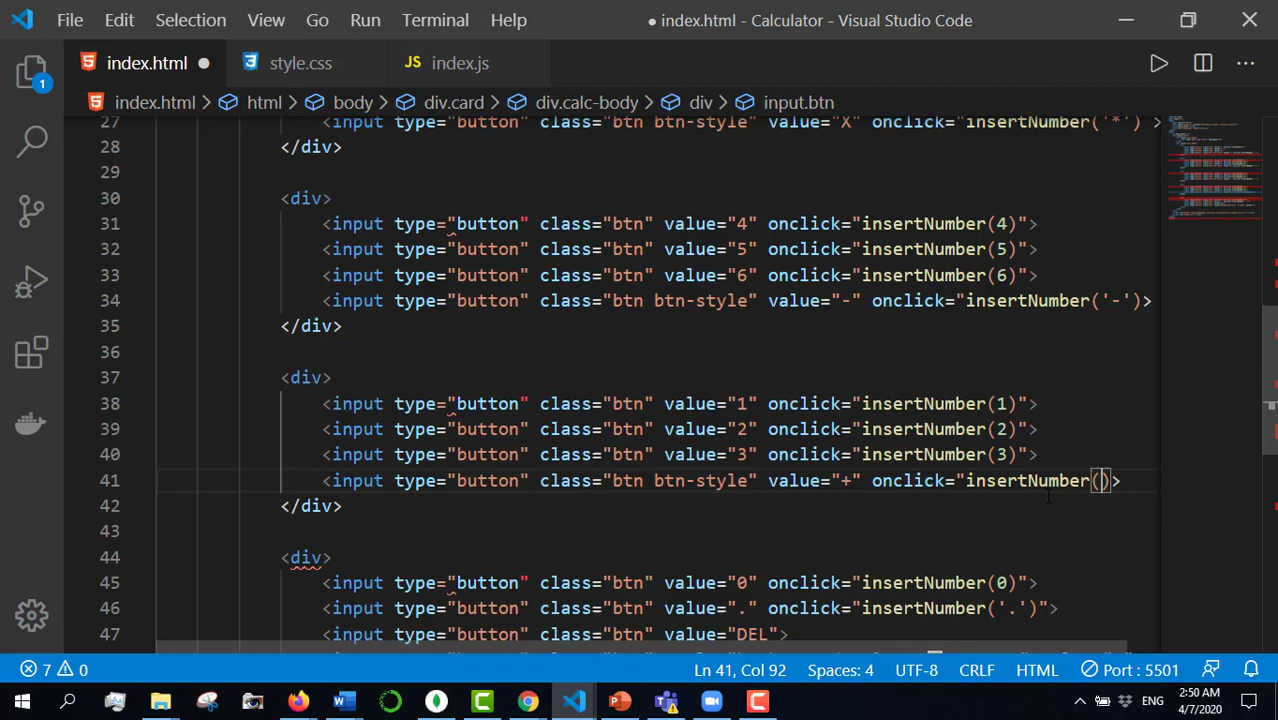 File Edit Selection View Go Run Terminal Help ● index.html - Calculator - Visual Studio Code
index.html ● style.css JS index.js
index.html > html > body > div.card > div.calc-body > div > input.btn
27 <input type="button" class="btn btn-style" value="X" onclick="insertNumber('*') >
28 </div>
29
30 <div>
31 <input type="button" class="btn" value="4" onclick="insertNumber(4)">
32 <input type="button" class="btn" value="5" onclick="insertNumber(5)">
33 <input type="button" class="btn" value="6" onclick="insertNumber(6)">
34 <input type="button" class="btn btn-style" value="-" onclick="insertNumber('-')>
35 </div>
36
37 <div>
38 <input type="button" class="btn" value="1" onclick="insertNumber(1)">
39 <input type="button" class="btn" value="2" onclick="insertNumber(2)">
40 <input type="button" class="btn" value="3" onclick="insertNumber(3)">
41 <input type="button" class="btn btn-style" value="+" onclick="insertNumber()>
42 </div>
43
44 <div>
45 <input type="button" class="btn" value="0" onclick="insertNumber(0)">
46 <input type="button" class="btn" value="." onclick="insertNumber('.')">
47 <input type="button" class="btn" value="DEL">
1
7 0 Ln 41, Col 92 Spaces: 4 UTF-8 CRLF HTML Port : 5501
ENG 2:50 AM
4/7/2020